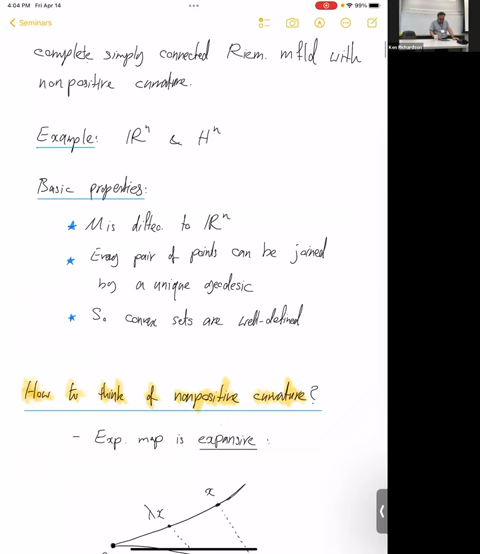 4:04 PM Fri Apr 14
99%
Seminars
Ken Richardson
complete simply connected Riem. mfld with
nonpositive curvature.
Example: ℝⁿ & Hⁿ
Basic properties:
★ M is diffeo. to ℝⁿ
★ Every pair of points can be joined
by a unique geodesic
★ So convex sets are well-defined
How to think of nonpositive curvature?
- Exp. map is expansive :
x
λx